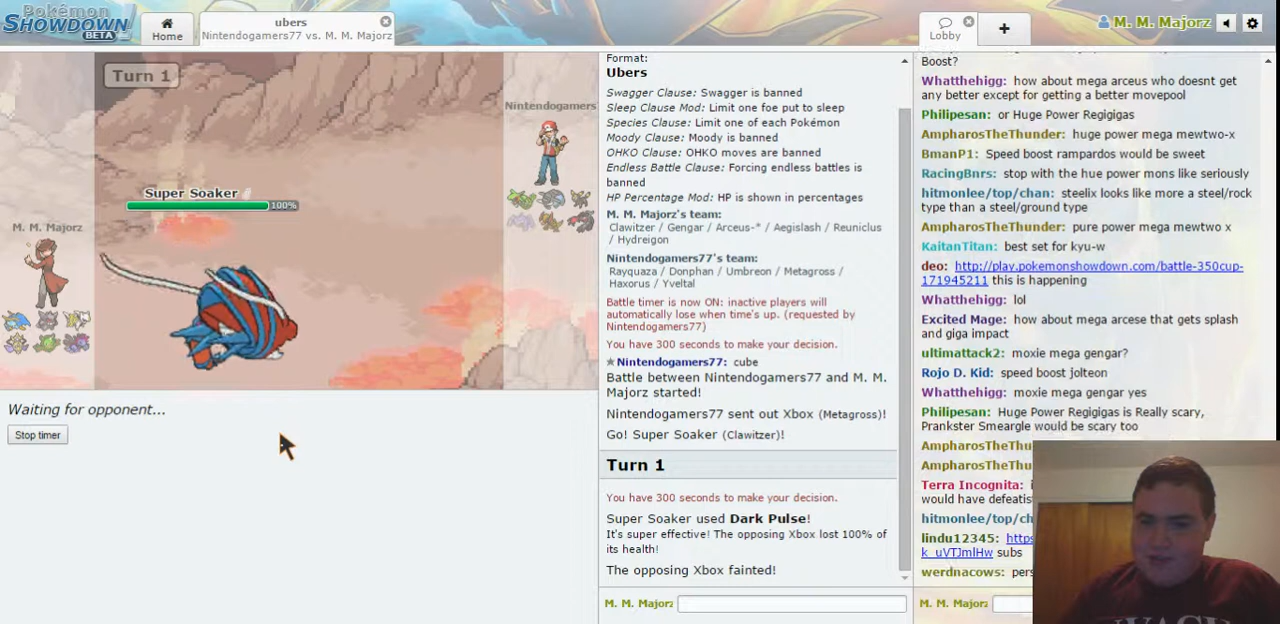 Pokémon
SHOWDOWN
BETA
Home
ubers
Nintendogamers77 vs. M. M. Majorz
Lobby
M. M. Majorz
Turn 1
Super Soaker
100%
M. M. Majorz
Nintendogamers
Waiting for opponent...
Stop timer
Format:
Ubers
Swagger Clause: Swagger is banned
Sleep Clause Mod: Limit one foe put to sleep
Species Clause: Limit one of each Pokémon
Moody Clause: Moody is banned
OHKO Clause: OHKO moves are banned
Endless Battle Clause: Forcing endless battles is
banned
HP Percentage Mod: HP is shown in percentages
M. M. Majorz's team:
Clawitzer / Gengar / Arceus-* / Aegislash / Reuniclus
/ Hydreigon
Nintendogamers77's team:
Rayquaza / Donphan / Umbreon / Metagross /
Haxorus / Yveltal
Battle timer is now ON: inactive players will
automatically lose when time's up. (requested by
Nintendogamers77)
You have 300 seconds to make your decision.
★Nintendogamers77: cube
Battle between Nintendogamers77 and M. M.
Majorz started!
Nintendogamers77 sent out Xbox (Metagross)!
Go! Super Soaker (Clawitzer)!
Turn 1
You have 300 seconds to make your decision.
Super Soaker used Dark Pulse!
It's super effective! The opposing Xbox lost 100% of
its health!
The opposing Xbox fainted!
M. M. Majorz
Boost?
Whatthehigg: how about mega arceus who doesnt get
any better except for getting a better movepool
Philipesan: or Huge Power Regigigas
AmpharosTheThunder: huge power mega mewtwo-x
BmanP1: Speed boost rampardos would be sweet
RacingBnrs: stop with the hue power mons like seriously
hitmonlee/top/chan: steelix looks like more a steel/rock
type than a steel/ground type
AmpharosTheThunder: pure power mega mewtwo x
KaitanTitan: best set for kyu-w
deo: http://play.pokemonshowdown.com/battle-350cup-
171945211 this is happening
Whatthehigg: lol
Excited Mage: how about mega arcese that gets splash
and giga impact
ultimattack2: moxie mega gengar?
Rojo D. Kid: speed boost jolteon
Whatthehigg: moxie mega gengar yes
Philipesan: Huge Power Regigigas is Really scary,
Prankster Smeargle would be scary too
AmpharosTheThu
AmpharosTheThu
Terra Incognita: i
would have defeatis
hitmonlee/top/ch
lindu12345: https
k_uVTJmlHw subs
werdnacows: pers
M. M. Majorz